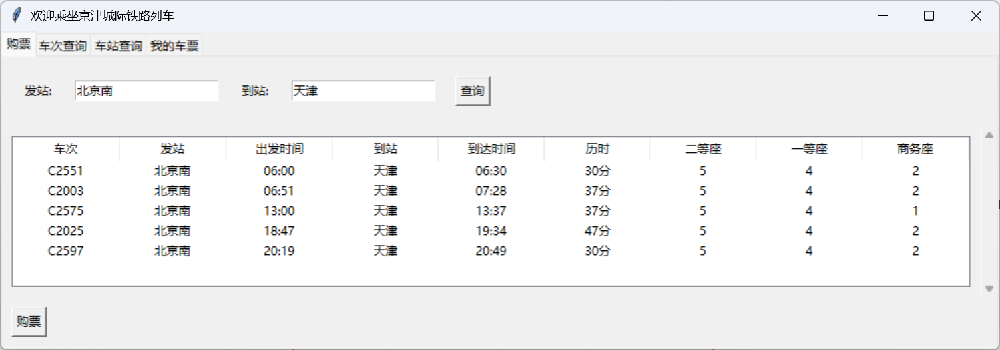 欢迎乘坐京津城际铁路列车
购票 车次查询 车站查询 我的车票
发站: 北京南 到站: 天津 查询
车次 发站 出发时间 到站 到达时间 历时 二等座 一等座 商务座
C2551 北京南 06:00 天津 06:30 30分 5 4 2
C2003 北京南 06:51 天津 07:28 37分 5 4 2
C2575 北京南 13:00 天津 13:37 37分 5 4 1
C2025 北京南 18:47 天津 19:34 47分 5 4 2
C2597 北京南 20:19 天津 20:49 30分 5 4 2
购票